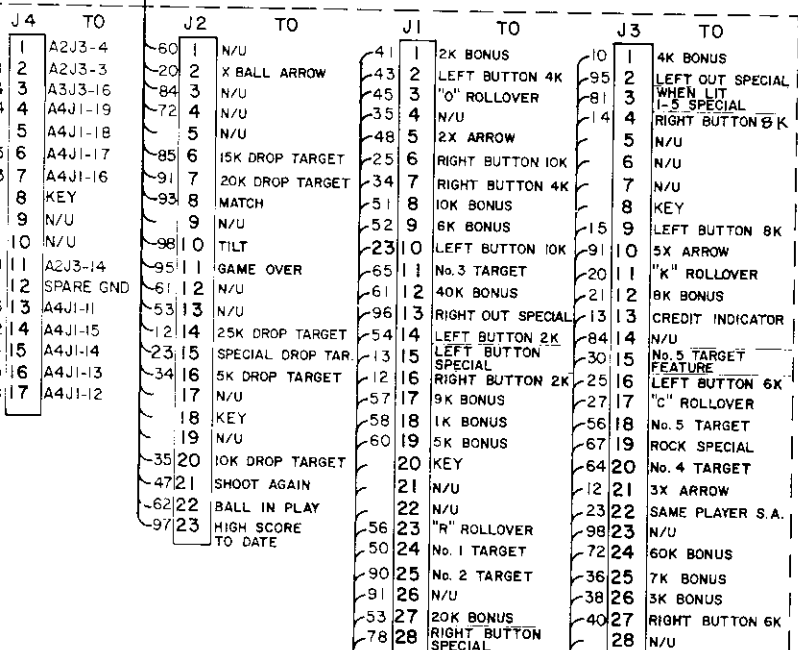 J4 TO
1 A2J3-4
2 A2J3-3
3 A3J3-16
4 A4J1-19
5 A4J1-18
6 A4J1-17
7 A4J1-16
8 KEY
9 N/U
10 N/U
11 A2J3-14
12 SPARE GND
13 A4J1-11
14 A4J1-15
15 A4J1-14
16 A4J1-13
17 A4J1-12
J2 TO
60 1 N/U
20 2 X BALL ARROW
84 3 N/U
72 4 N/U
5 N/U
85 6 15K DROP TARGET
91 7 20K DROP TARGET
93 8 MATCH
9 N/U
98 10 TILT
95 11 GAME OVER
61 12 N/U
53 13 N/U
12 14 25K DROP TARGET
23 15 SPECIAL DROP TAR.
34 16 5K DROP TARGET
17 N/U
18 KEY
19 N/U
35 20 10K DROP TARGET
47 21 SHOOT AGAIN
62 22 BALL IN PLAY
97 23 HIGH SCORE
TO DATE
J1 TO
41 1 2K BONUS
43 2 LEFT BUTTON 4K
45 3 "O" ROLLOVER
35 4 N/U
48 5 2X ARROW
25 6 RIGHT BUTTON 10K
34 7 RIGHT BUTTON 4K
51 8 10K BONUS
52 9 6K BONUS
23 10 LEFT BUTTON 10K
65 11 No.3 TARGET
61 12 40K BONUS
96 13 RIGHT OUT SPECIAL
54 14 LEFT BUTTON 2K
13 15 LEFT BUTTON
SPECIAL
12 16 RIGHT BUTTON 2K
57 17 9K BONUS
58 18 1K BONUS
60 19 5K BONUS
20 KEY
21 N/U
22 N/U
56 23 "R" ROLLOVER
50 24 No. 1 TARGET
90 25 No. 2 TARGET
91 26 N/U
53 27 20K BONUS
78 28 RIGHT BUTTON
SPECIAL
J3 TO
10 1 4K BONUS
95 2 LEFT OUT SPECIAL
81 3 WHEN LIT
1-5 SPECIAL
14 4 RIGHT BUTTON 8K
5 N/U
6 N/U
7 N/U
8 KEY
15 9 LEFT BUTTON 8K
91 10 5X ARROW
20 11 "K" ROLLOVER
21 12 8K BONUS
13 13 CREDIT INDICATOR
84 14 N/U
30 15 No.5 TARGET
FEATURE
25 16 LEFT BUTTON 6X
27 17 "C" ROLLOVER
56 18 No.5 TARGET
67 19 ROCK SPECIAL
64 20 No.4 TARGET
12 21 3X ARROW
23 22 SAME PLAYER S.A.
98 23 N/U
72 24 60K BONUS
36 25 7K BONUS
38 26 3K BONUS
40 27 RIGHT BUTTON 6K
28 N/U